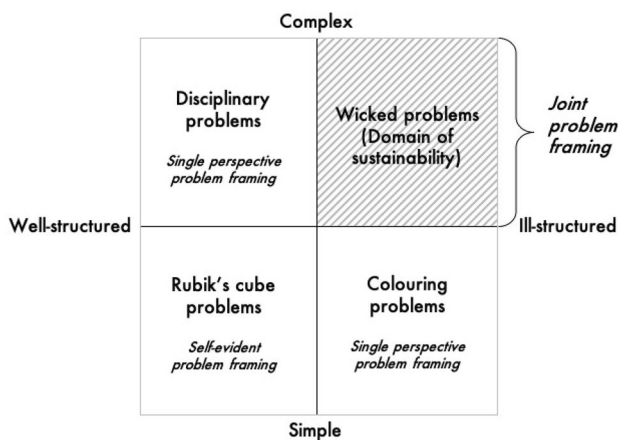 Complex
Disciplinary
problems
Single perspective
problem framing
Wicked problems
(Domain of
sustainability)
Joint
problem
framing
Well-structured
Ill-structured
Rubik's cube
problems
Self-evident
problem framing
Colouring
problems
Single perspective
problem framing
Simple